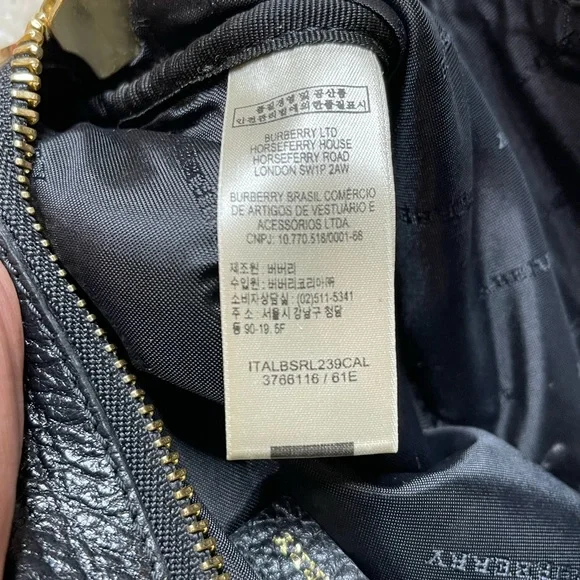 품질경영 및 공산품
안전관리법에의한품질표시
BURBERRY LTD
HORSEFERRY HOUSE
HORSEFERRY ROAD
LONDON SW1P 2AW
BURBERRY BRASIL COMÉRCIO
DE ARTIGOS DE VESTUÁRIO E
ACESSÓRIOS LTDA
CNPJ: 10.770.518/0001-66
제조원 : 버버리
수입원 : 버버리코리아㈜
소비자상담실 : (02)511-5341
주소 : 서울시 강남구 청담
동 90-19. 5F
ITALBSRL239CAL
3766116 / 61E